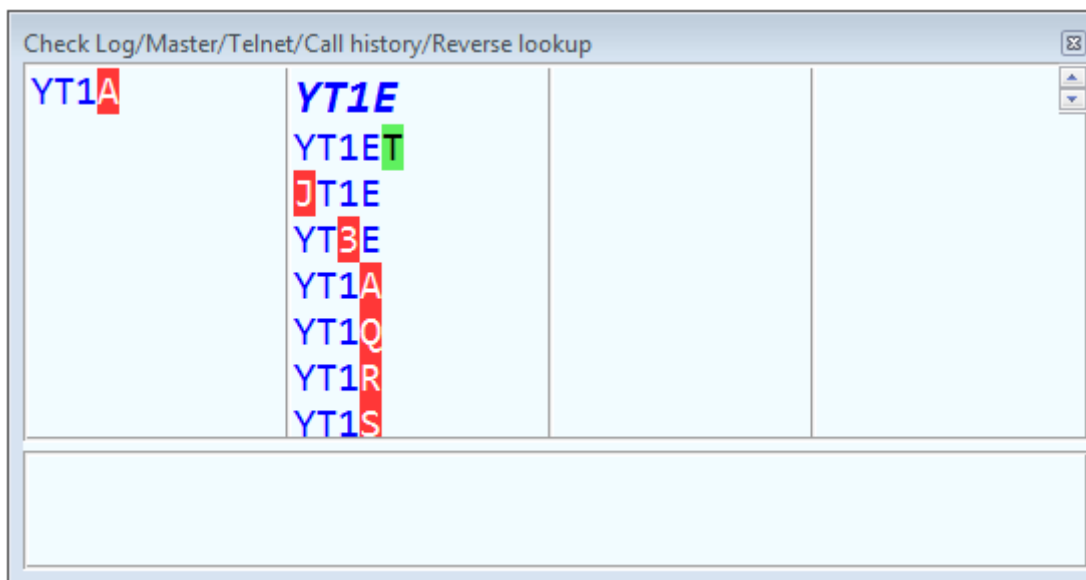 Check Log/Master/Telnet/Call history/Reverse lookup
YT1A
YT1E
YT1ET
JT1E
YT3E
YT1A
YT1Q
YT1R
YT1S